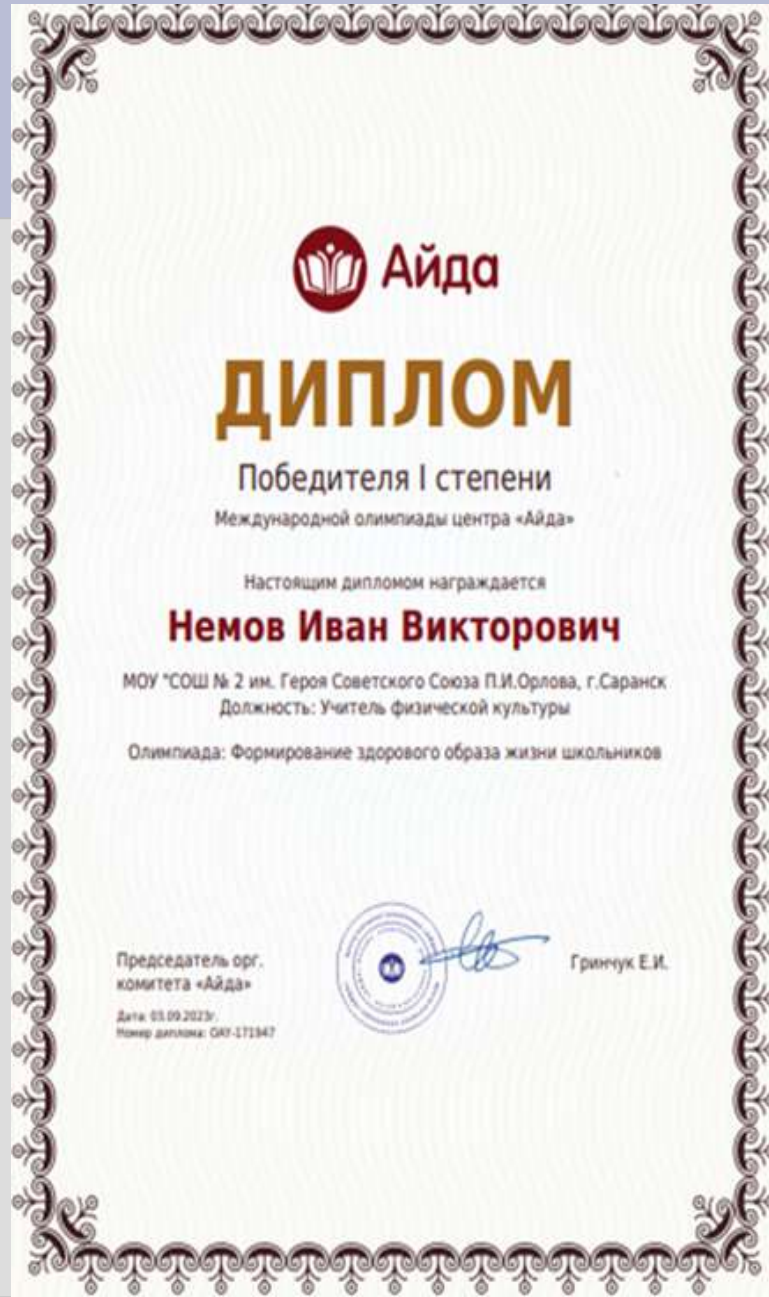 Айда
ДИПЛОМ
Победителя I степени
Международной олимпиады центра «Айда»
Настоящим дипломом награждается
Немов Иван Викторович
МОУ "СОШ № 2 им. Героя Советского Союза П.И.Орлова, г.Саранск
Должность: Учитель физической культуры
Олимпиада: Формирование здорового образа жизни школьников
Председатель орг.
комитета «Айда»
Гринчук Е.И.
Дата: 03.09.2023г.
Номер диплома: ОАУ-171947